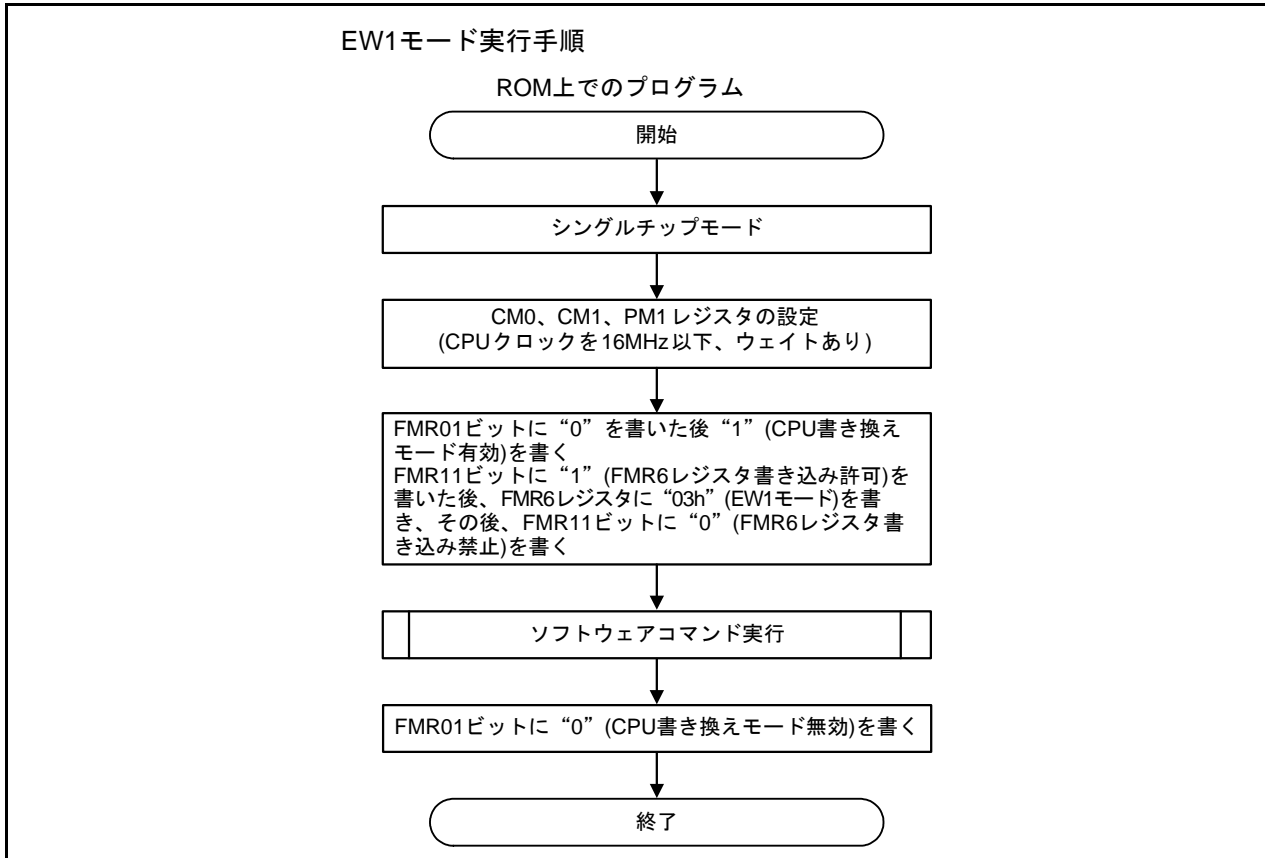 EW1モード実行手順
ROM上でのプログラム
開始
シングルチップモード
CM0、CM1、PM1レジスタの設定
(CPUクロックを16MHz以下、ウェイトあり)
FMR01ビットに“0”を書いた後“1”(CPU書き換え
モード有効)を書く
FMR11ビットに“1”(FMR6レジスタ書き込み許可)を
書いた後、FMR6レジスタに“03h”(EW1モード)を書
き、その後、FMR11ビットに“0”(FMR6レジスタ書
き込み禁止)を書く
ソフトウェアコマンド実行
FMR01ビットに“0”(CPU書き換えモード無効)を書く
終了